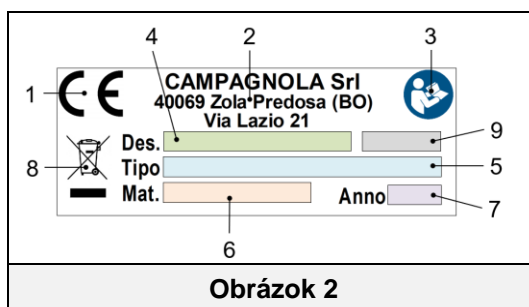 4 2 3
1 CE CAMPAGNOLA Srl
40069 Zola Predosa (BO)
Via Lazio 21
Des. 9
8 Tipo 5
Mat. Anno 7
6
Obrázok 2